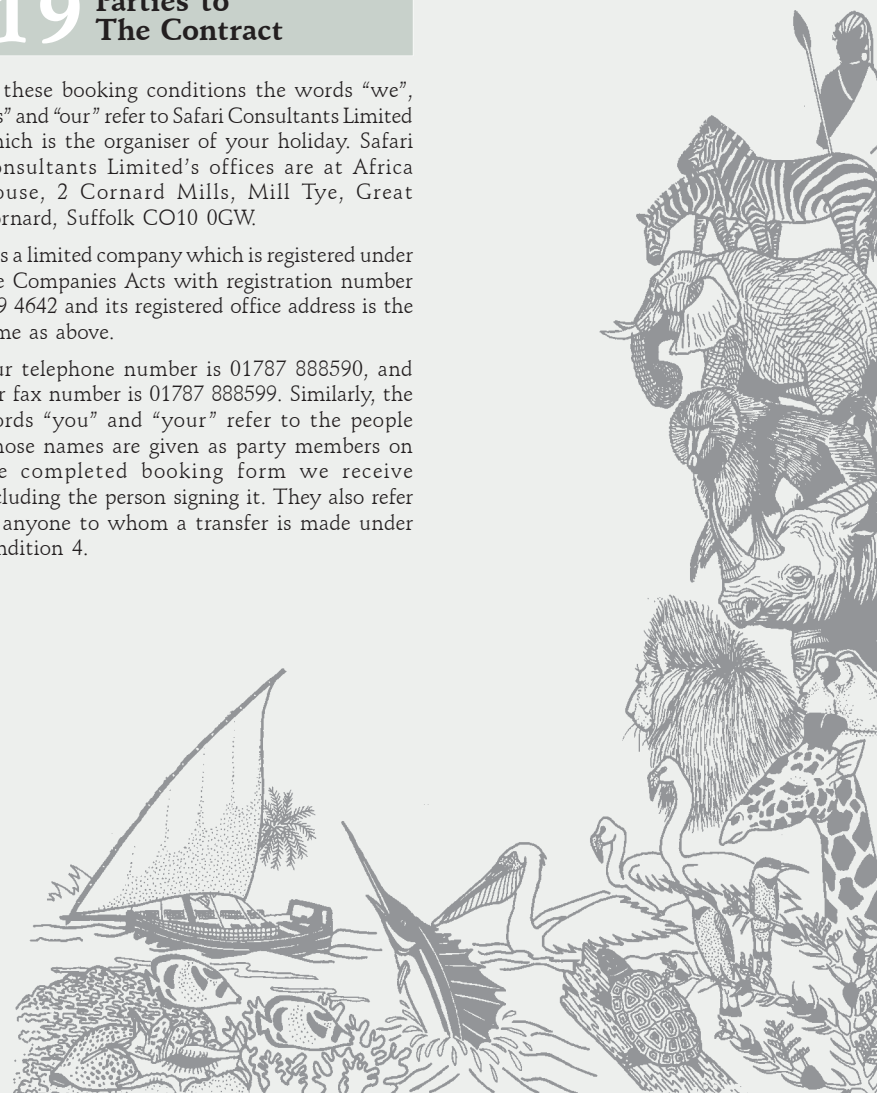 19 Parties to
The Contract
these booking conditions the words “we”,
s” and “our” refer to Safari Consultants Limited
hich is the organiser of your holiday. Safari
onsultants Limited’s offices are at Africa
ouse, 2 Cornard Mills, Mill Tye, Great
ornard, Suffolk CO10 0GW.
s a limited company which is registered under
e Companies Acts with registration number
9 4642 and its registered office address is the
me as above.
ur telephone number is 01787 888590, and
r fax number is 01787 888599. Similarly, the
ords “you” and “your” refer to the people
hose names are given as party members on
e completed booking form we receive
cluding the person signing it. They also refer
anyone to whom a transfer is made under
ndition 4.